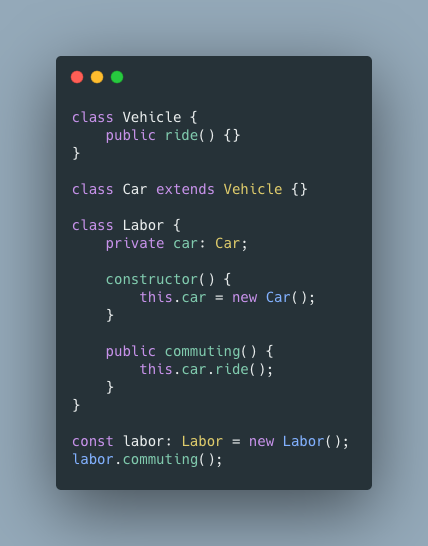 class Vehicle {
    public ride() {}
}

class Car extends Vehicle {}

class Labor {
    private car: Car;

    constructor() {
        this.car = new Car();
    }

    public commuting() {
        this.car.ride();
    }
}

const labor: Labor = new Labor();
labor.commuting();